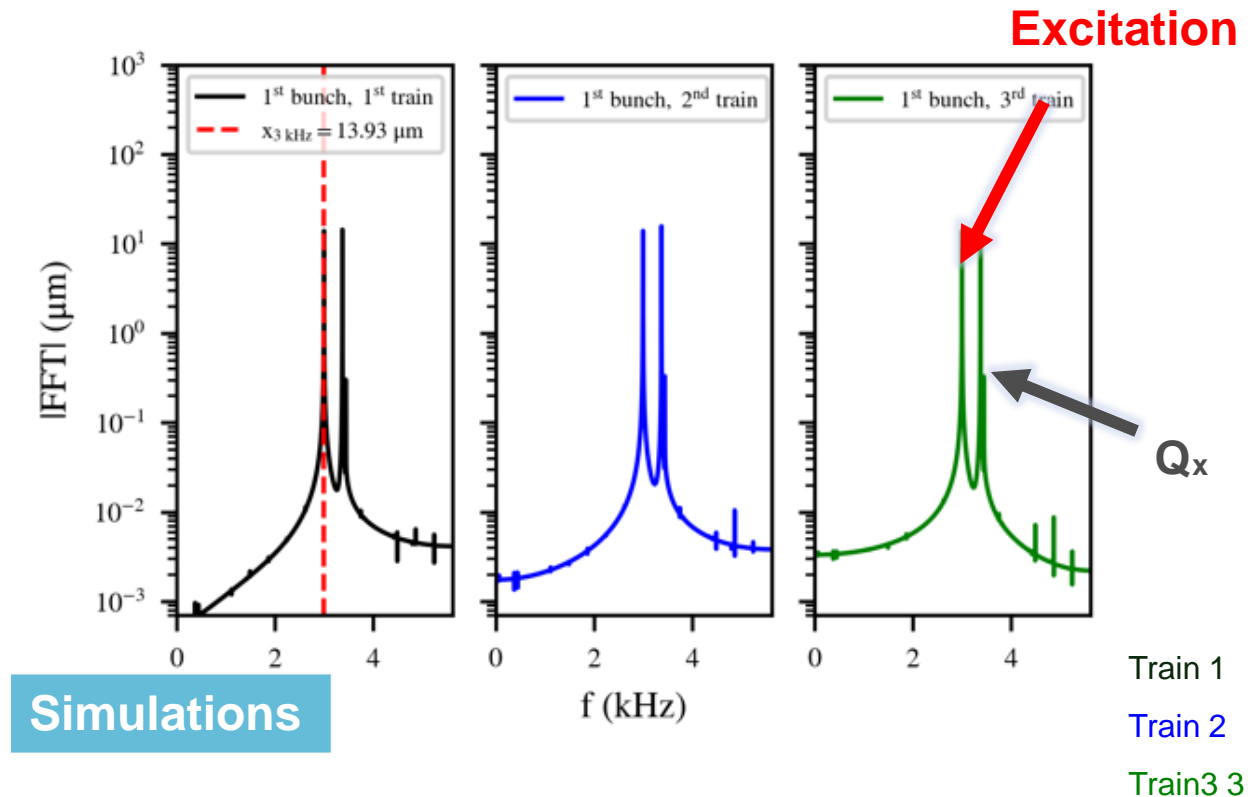 Excitation
10³
10²
10¹
10⁰
10⁻¹
10⁻²
10⁻³
|FFT| (μm)
1ˢᵗ bunch, 1ˢᵗ train
x₃ ₖHz = 13.93 μm
1ˢᵗ bunch, 2ⁿᵈ train
1ˢᵗ bunch, 3ʳᵈ train
Qₓ
0 2 4
0 2 4
0 2 4
f (kHz)
Simulations
Train 1
Train 2
Train3 3